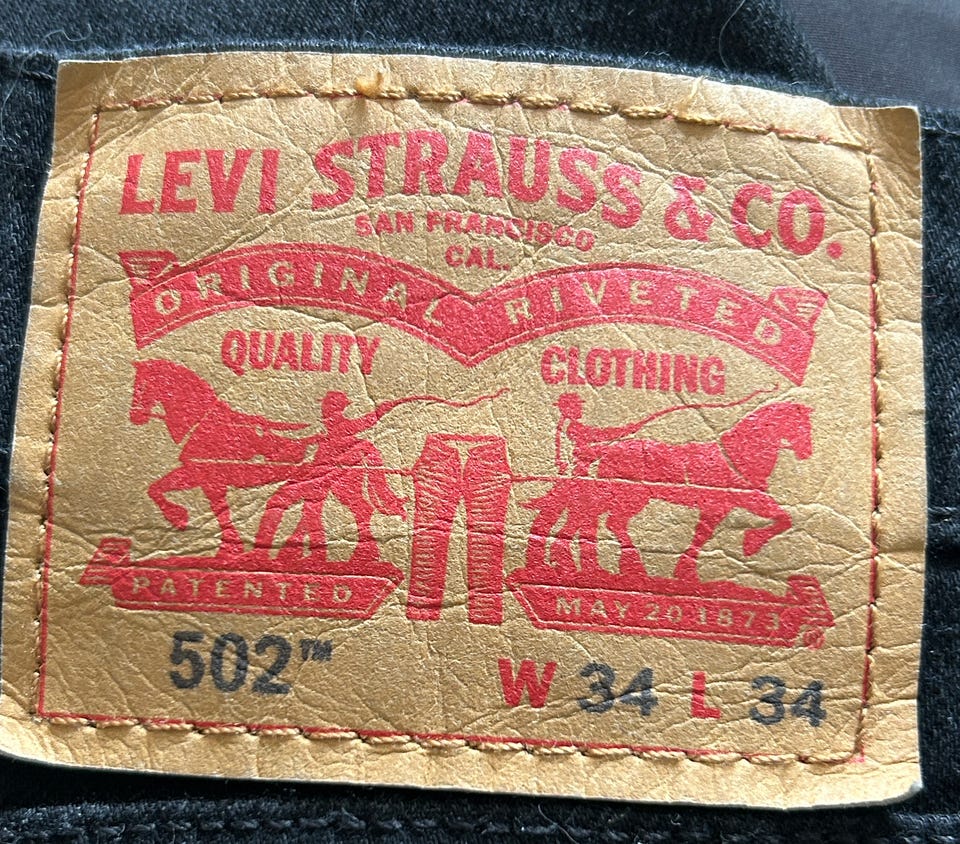 LEVI STRAUSS & CO.
SAN FRANCISCO
CAL.
ORIGINAL RIVETED
QUALITY CLOTHING
PATENTED MAY 20 1873
502™ W 34 L 34